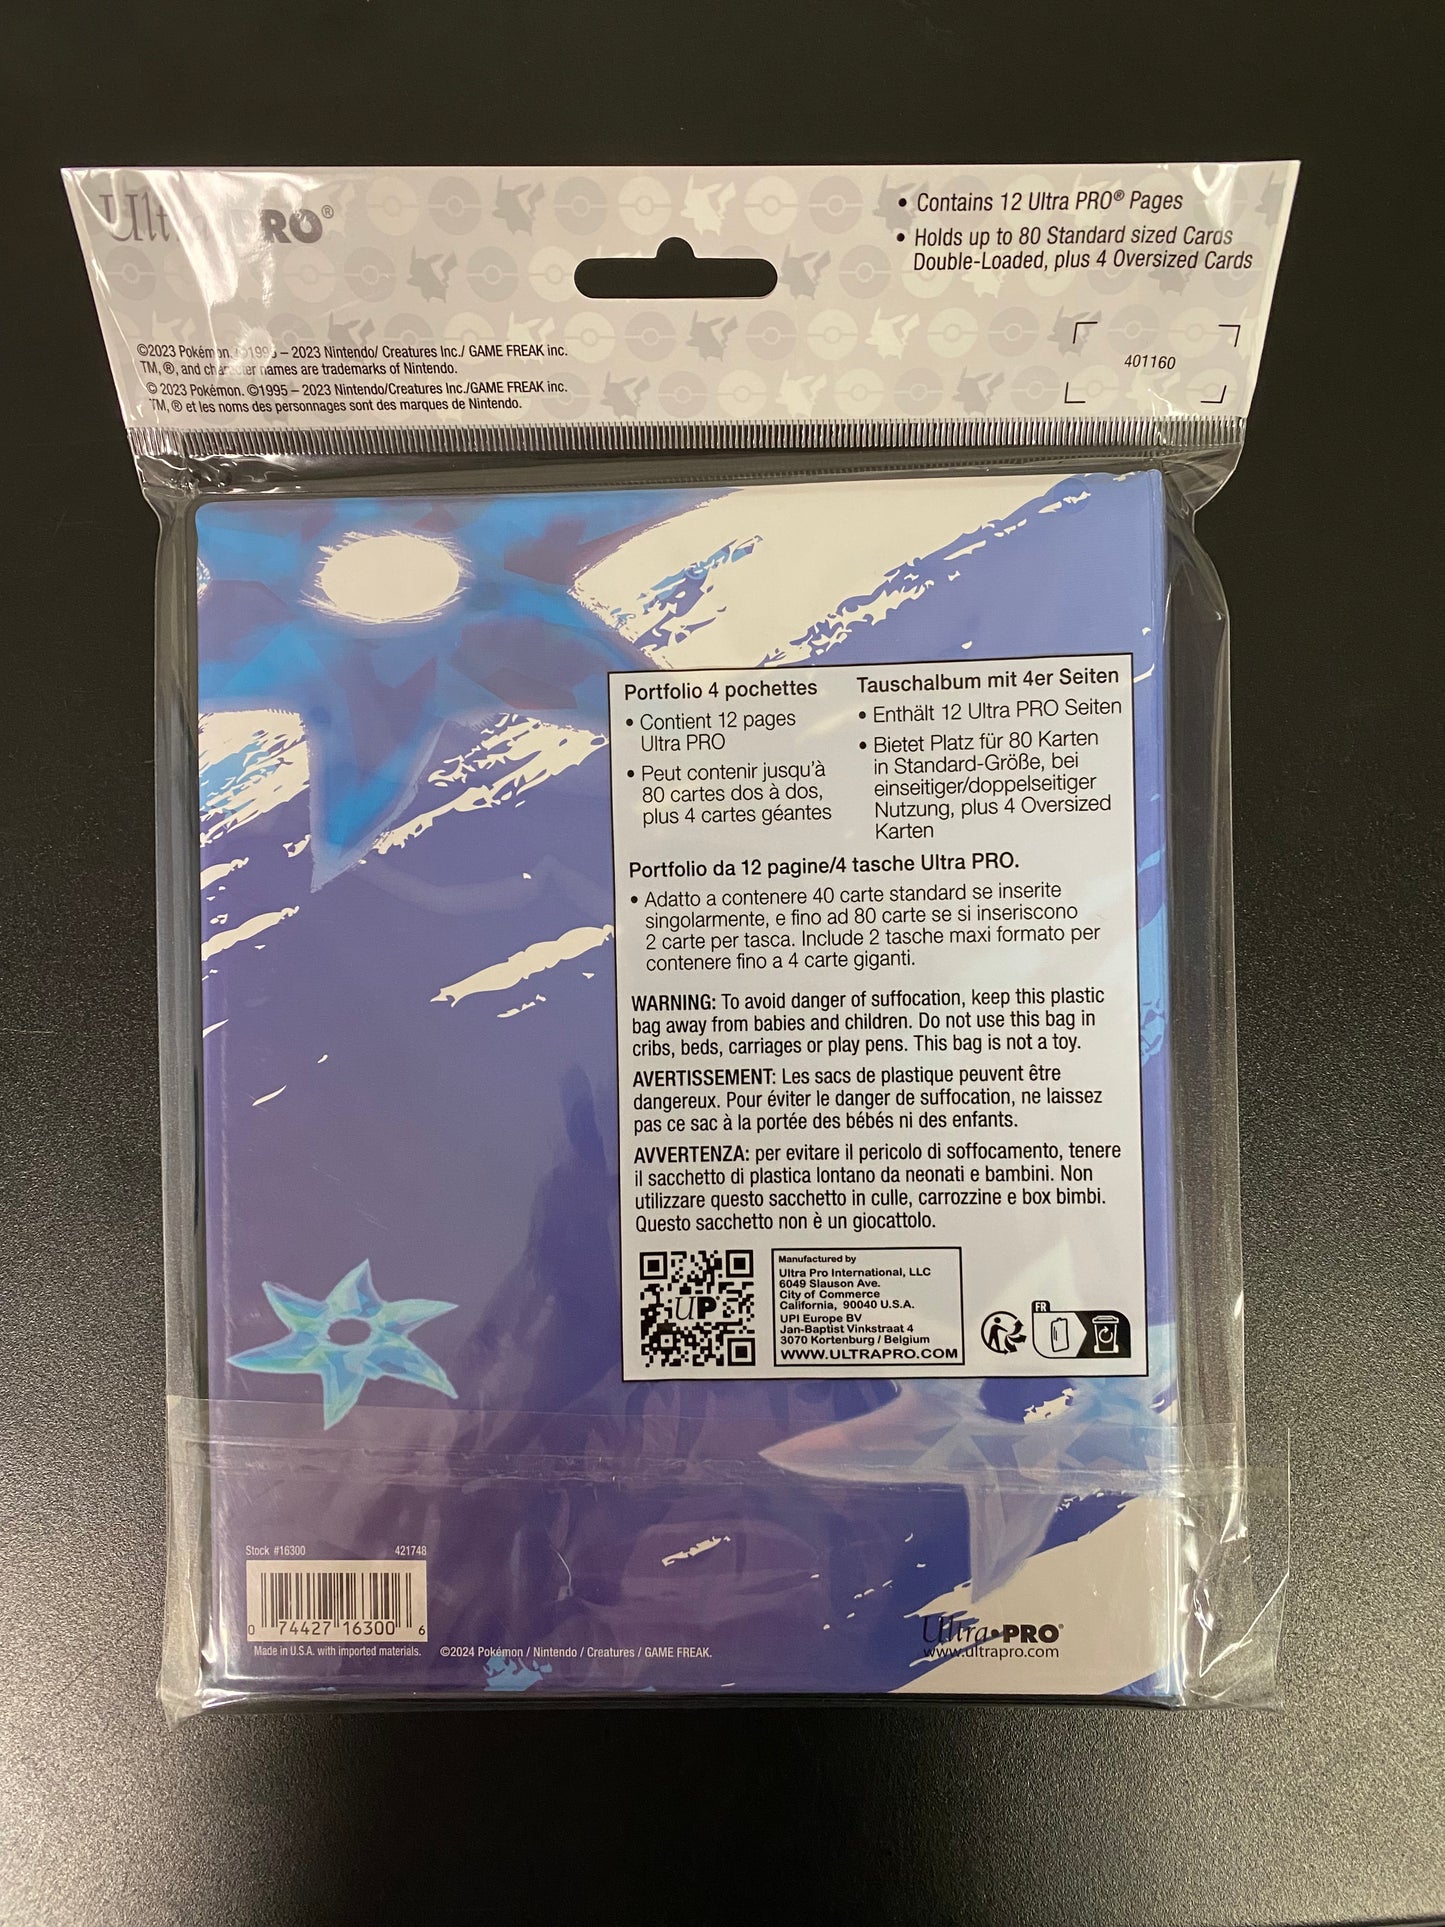 Ultra PRO®
• Contains 12 Ultra PRO® Pages
• Holds up to 80 Standard sized Cards
Double-Loaded, plus 4 Oversized Cards
©2023 Pokémon. ©1995 – 2023 Nintendo/ Creatures Inc./ GAME FREAK inc.
TM, ®, and character names are trademarks of Nintendo.
© 2023 Pokémon. ©1995 – 2023 Nintendo/Creatures Inc./GAME FREAK inc.
TM, ® et les noms des personnages sont des marques de Nintendo.
401160
Portfolio 4 pochettes
• Contient 12 pages
Ultra PRO
• Peut contenir jusqu'à
80 cartes dos à dos,
plus 4 cartes géantes
Tauschalbum mit 4er Seiten
• Enthält 12 Ultra PRO Seiten
• Bietet Platz für 80 Karten
in Standard-Größe, bei
einseitiger/doppelseitiger
Nutzung, plus 4 Oversized
Karten
Portfolio da 12 pagine/4 tasche Ultra PRO.
• Adatto a contenere 40 carte standard se inserite
singolarmente, e fino ad 80 carte se si inseriscono
2 carte per tasca. Include 2 tasche maxi formato per
contenere fino a 4 carte giganti.
WARNING: To avoid danger of suffocation, keep this plastic
bag away from babies and children. Do not use this bag in
cribs, beds, carriages or play pens. This bag is not a toy.
AVERTISSEMENT: Les sacs de plastique peuvent être
dangereux. Pour éviter le danger de suffocation, ne laissez
pas ce sac à la portée des bébés ni des enfants.
AVVERTENZA: per evitare il pericolo di soffocamento, tenere
il sacchetto di plastica lontano da neonati e bambini. Non
utilizzare questo sacchetto in culle, carrozzine e box bimbi.
Questo sacchetto non è un giocattolo.
UP
Manufactured by
Ultra Pro International, LLC
6049 Slauson Ave.
City of Commerce
California, 90040 U.S.A.
UPI Europe BV
Jan-Baptist Vinkstraat 4
3070 Kortenburg / Belgium
WWW.ULTRAPRO.COM
FR
Stock #16300 421748
0 74427 16300 6
Made in U.S.A. with imported materials.
©2024 Pokémon / Nintendo / Creatures / GAME FREAK.
Ultra•PRO®
www.ultrapro.com